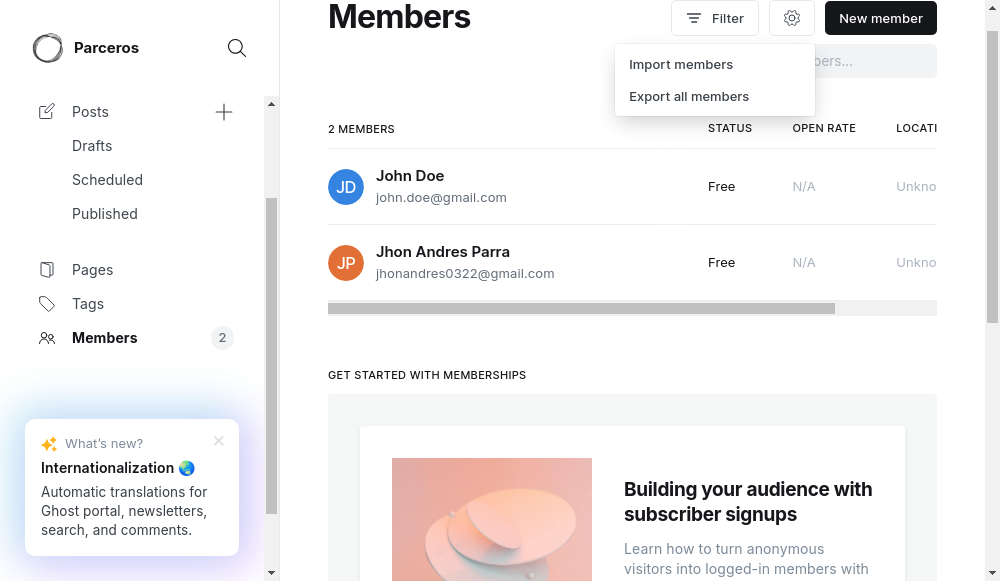 Parceros
Posts
Drafts
Scheduled
Published
Pages
Tags
Members
2
What's new?
Internationalization
Automatic translations for
Ghost portal, newsletters,
search, and comments.
Members
Filter
New member
Import members
Export all members
2 MEMBERS
STATUS
OPEN RATE
LOCATI
JD
John Doe
john.doe@gmail.com
Free
N/A
Unkno
JP
Jhon Andres Parra
jhonandres0322@gmail.com
Free
N/A
Unkno
GET STARTED WITH MEMBERSHIPS
Building your audience with
subscriber signups
Learn how to turn anonymous
visitors into logged-in members with